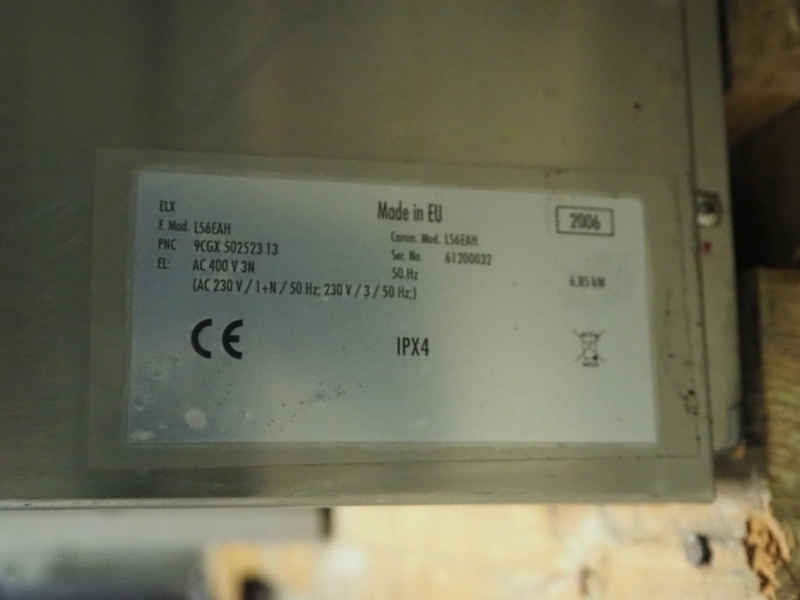 ELX
Made in EU
2006
F. Mod. LS6EAH
Comm. Mod. LS6EAH
PNC 9CGX 502523 13
Ser. No. 61200032
EL: AC 400 V 3N
50 Hz
6,85 kW
(AC 230 V / 1+N / 50 Hz; 230 V / 3 / 50 Hz;)
CE
IPX4